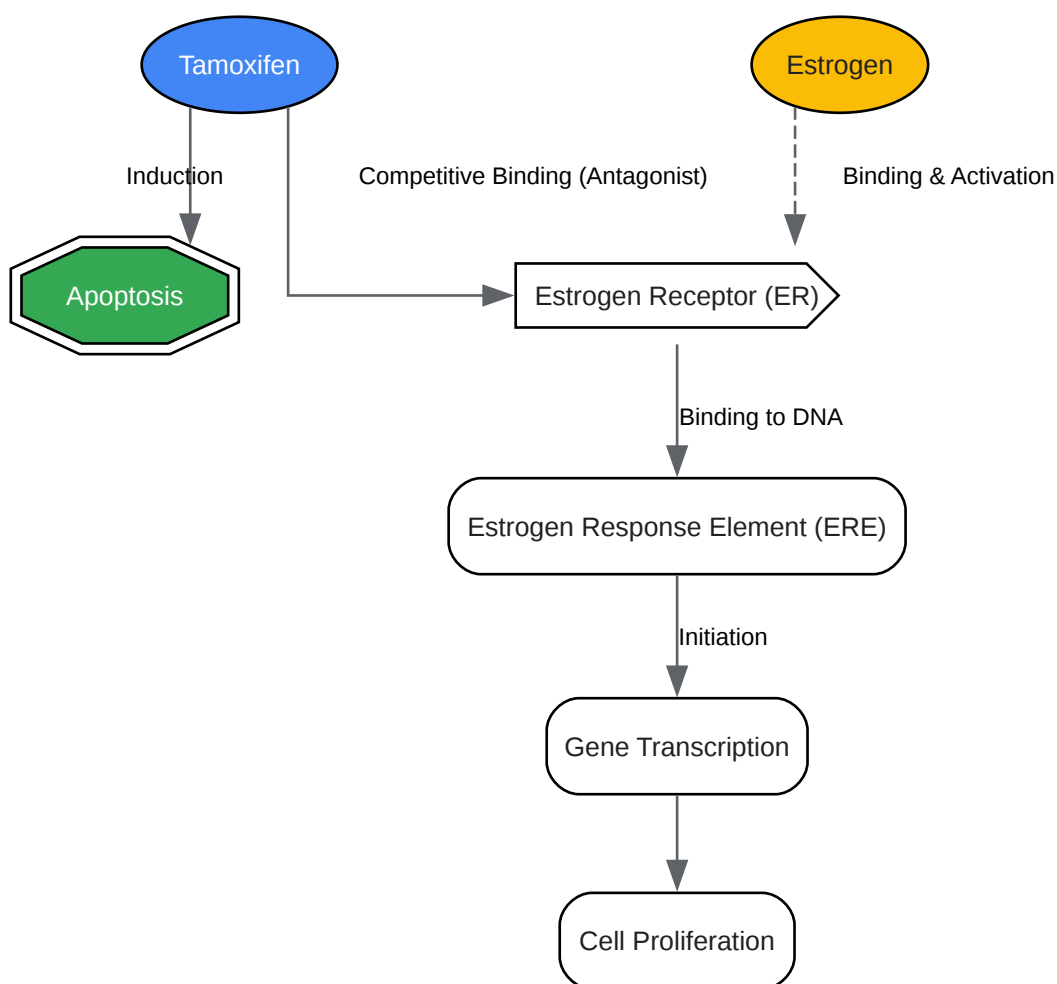 Tamoxifen
Estrogen
Induction
Competitive Binding (Antagonist)
Binding & Activation
Apoptosis
Estrogen Receptor (ER)
Binding to DNA
Estrogen Response Element (ERE)
Initiation
Gene Transcription
Cell Proliferation